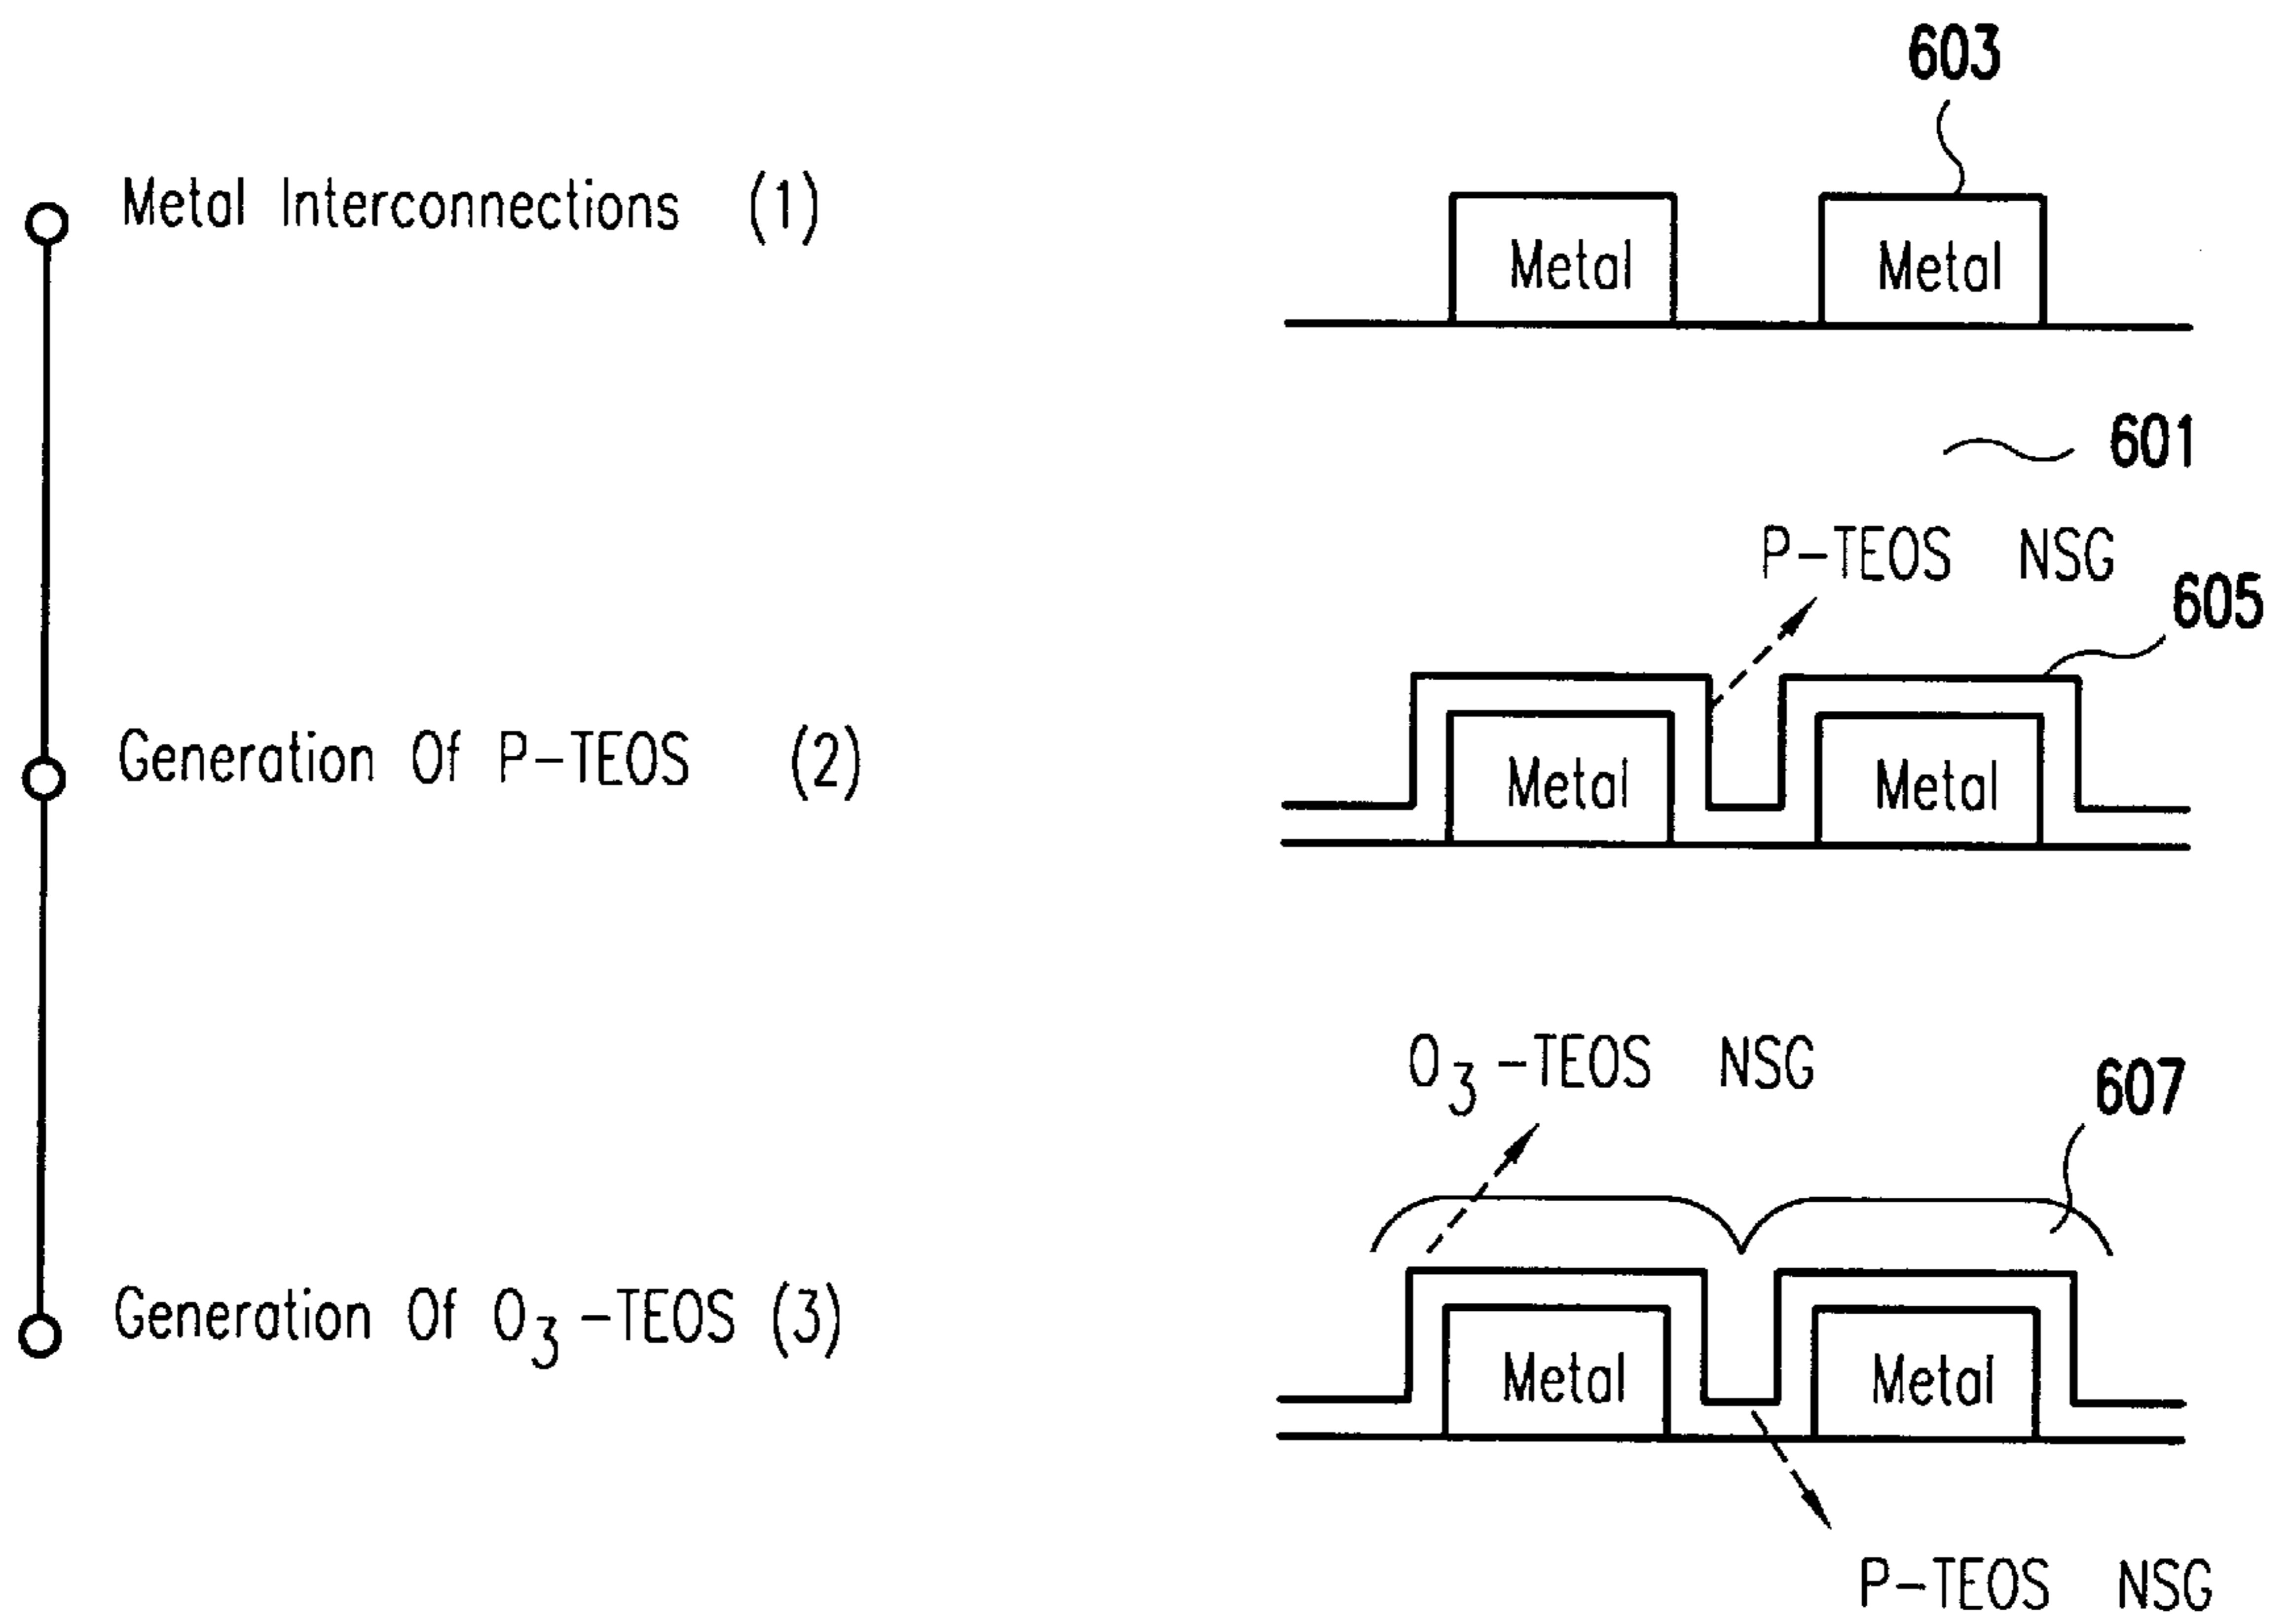 603
Metal Interconnections (1)
Metal Metal
601
P-TEOS NSG
605
Generation Of P-TEOS (2)
Metal Metal
O3-TEOS NSG
607
Generation Of O3-TEOS (3)
Metal Metal
P-TEOS NSG